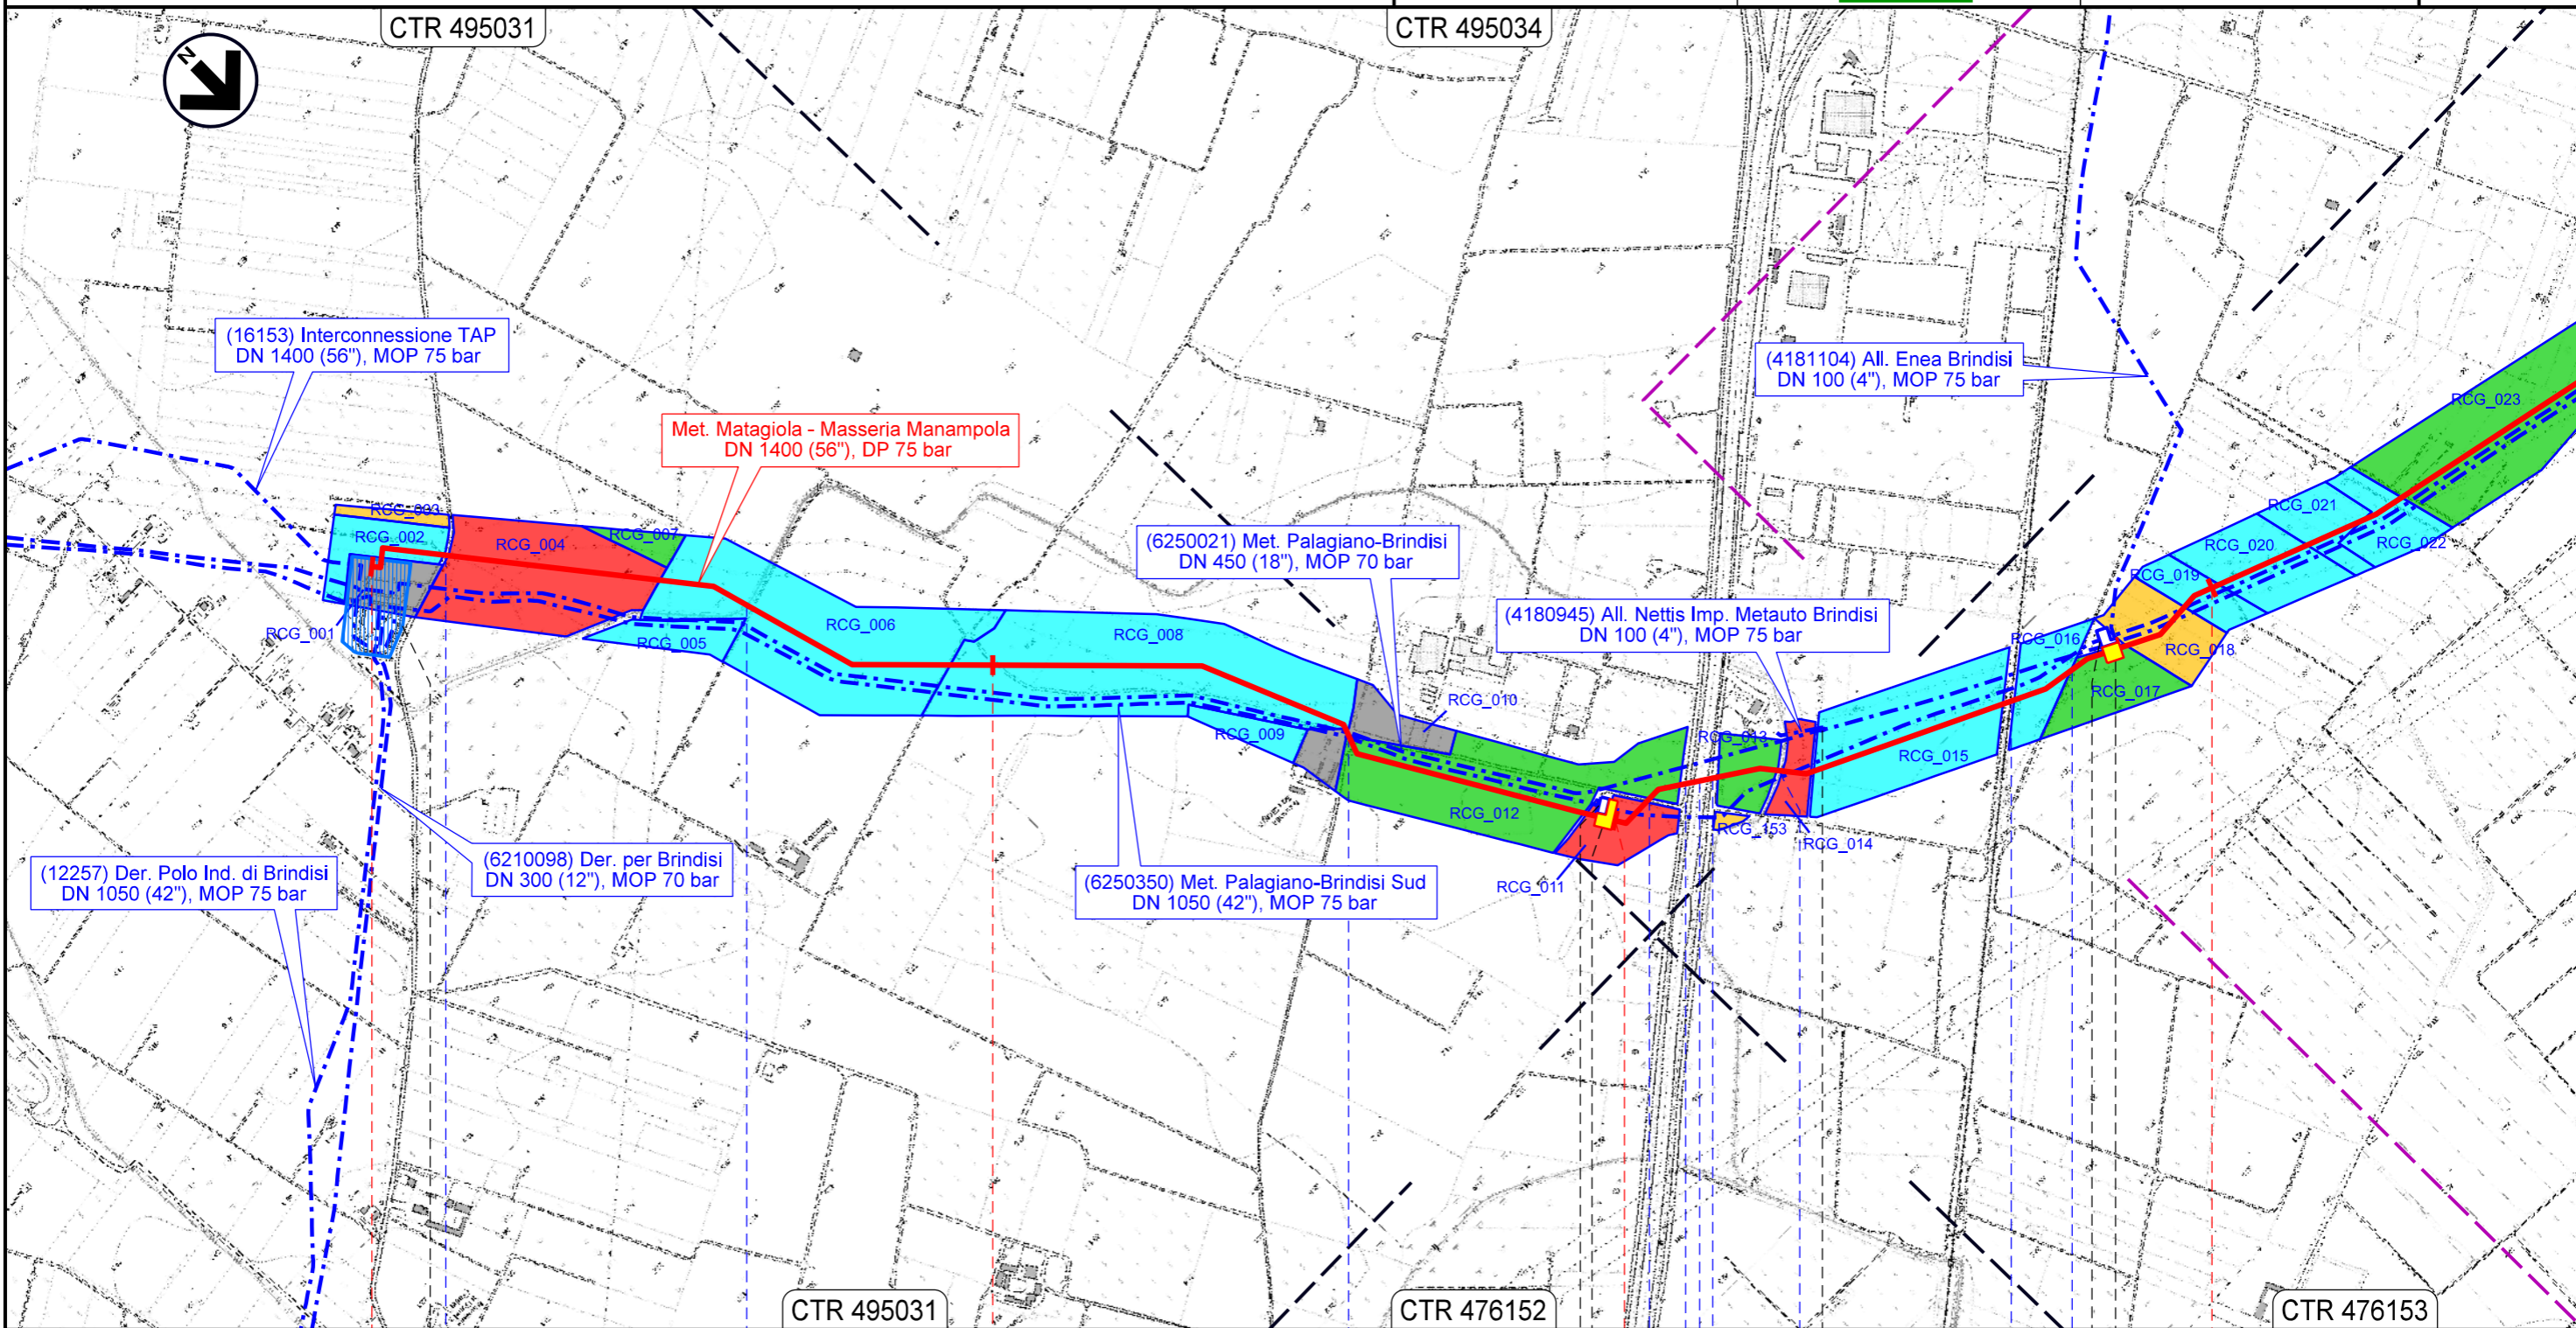 CTR 495031
CTR 495034
N
(16153) Interconnessione TAP
DN 1400 (56"), MOP 75 bar
(4181104) All. Enea Brindisi
DN 100 (4"), MOP 75 bar
RCG_023
Met. Matagiola - Masseria Manampola
DN 1400 (56"), DP 75 bar
RCG_003
RCG_002
RCG_004
RCG_007
RCG_021
RCG_020
RCG_022
(6250021) Met. Palagiano-Brindisi
DN 450 (18"), MOP 70 bar
RCG_019
(4180945) All. Nettis Imp. Metauto Brindisi
DN 100 (4"), MOP 75 bar
RCG_001
RCG_005
RCG_006
RCG_008
RCG_016
RCG_018
RCG_017
RCG_010
RCG_009
RCG_013
RCG_015
RCG_012
RCG_153
RCG_014
(12257) Der. Polo Ind. di Brindisi
DN 1050 (42"), MOP 75 bar
(6210098) Der. per Brindisi
DN 300 (12"), MOP 70 bar
(6250350) Met. Palagiano-Brindisi Sud
DN 1050 (42"), MOP 75 bar
RCG_011
CTR 495031
CTR 476152
CTR 476153